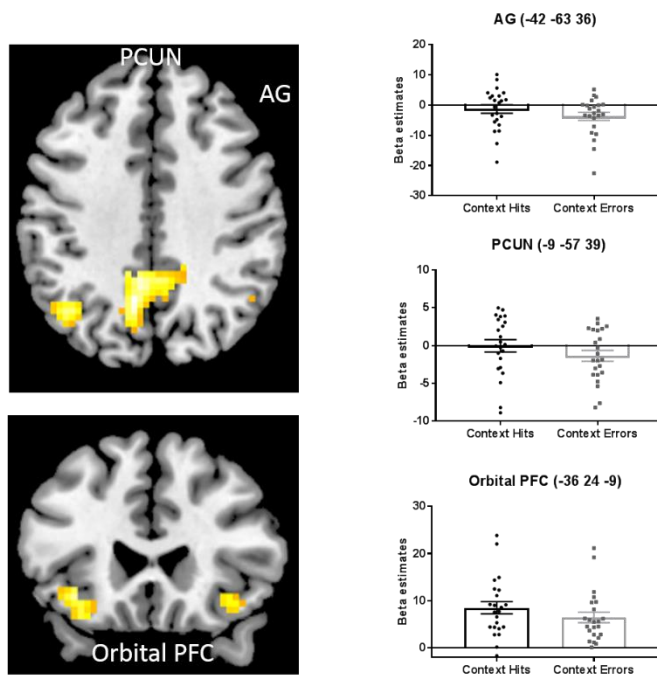 PCUN
AG
Orbital PFC
AG (-42 -63 36)
20
10
0
-10
-20
-30
Beta estimates
Context Hits Context Errors
PCUN (-9 -57 39)
10
5
0
-5
-10
Beta estimates
Context Hits Context Errors
Orbital PFC (-36 24 -9)
30
20
10
0
Beta estimates
Context Hits Context Errors